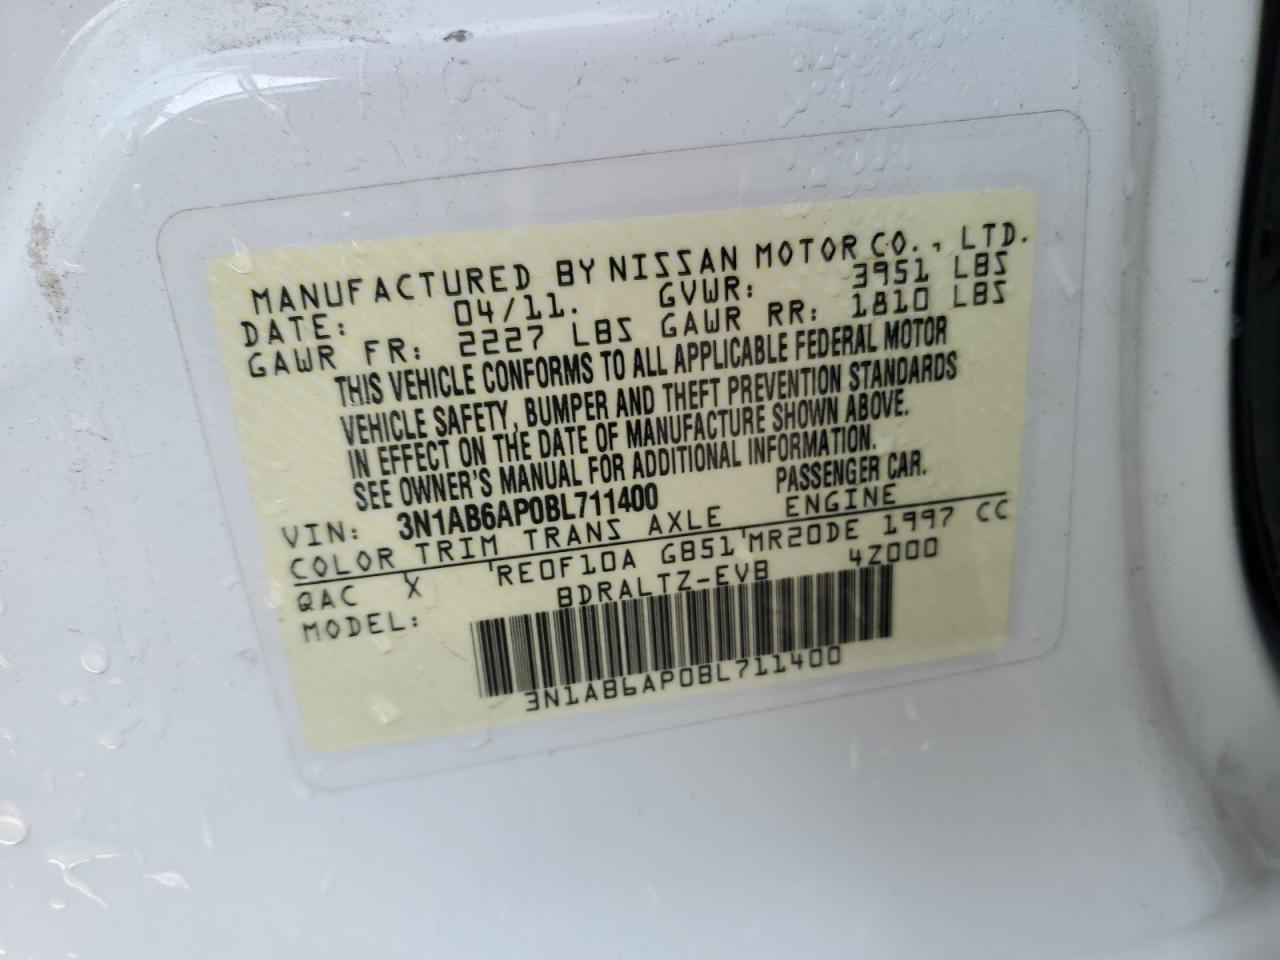 MANUFACTURED BY NISSAN MOTOR CO., LTD.
DATE: 04/11. GVWR: 3951 LBS
GAWR FR: 2227 LBS GAWR RR: 1810 LBS
THIS VEHICLE CONFORMS TO ALL APPLICABLE FEDERAL MOTOR
VEHICLE SAFETY, BUMPER AND THEFT PREVENTION STANDARDS
IN EFFECT ON THE DATE OF MANUFACTURE SHOWN ABOVE.
SEE OWNER'S MANUAL FOR ADDITIONAL INFORMATION.
VIN: 3N1AB6AP0BL711400 PASSENGER CAR.
COLOR TRIM TRANS AXLE ENGINE
QAC X RE0F10A GB51 MR20DE 1997 CC
MODEL: BDRALTZ-EVB 4Z000
3N1AB6AP0BL711400